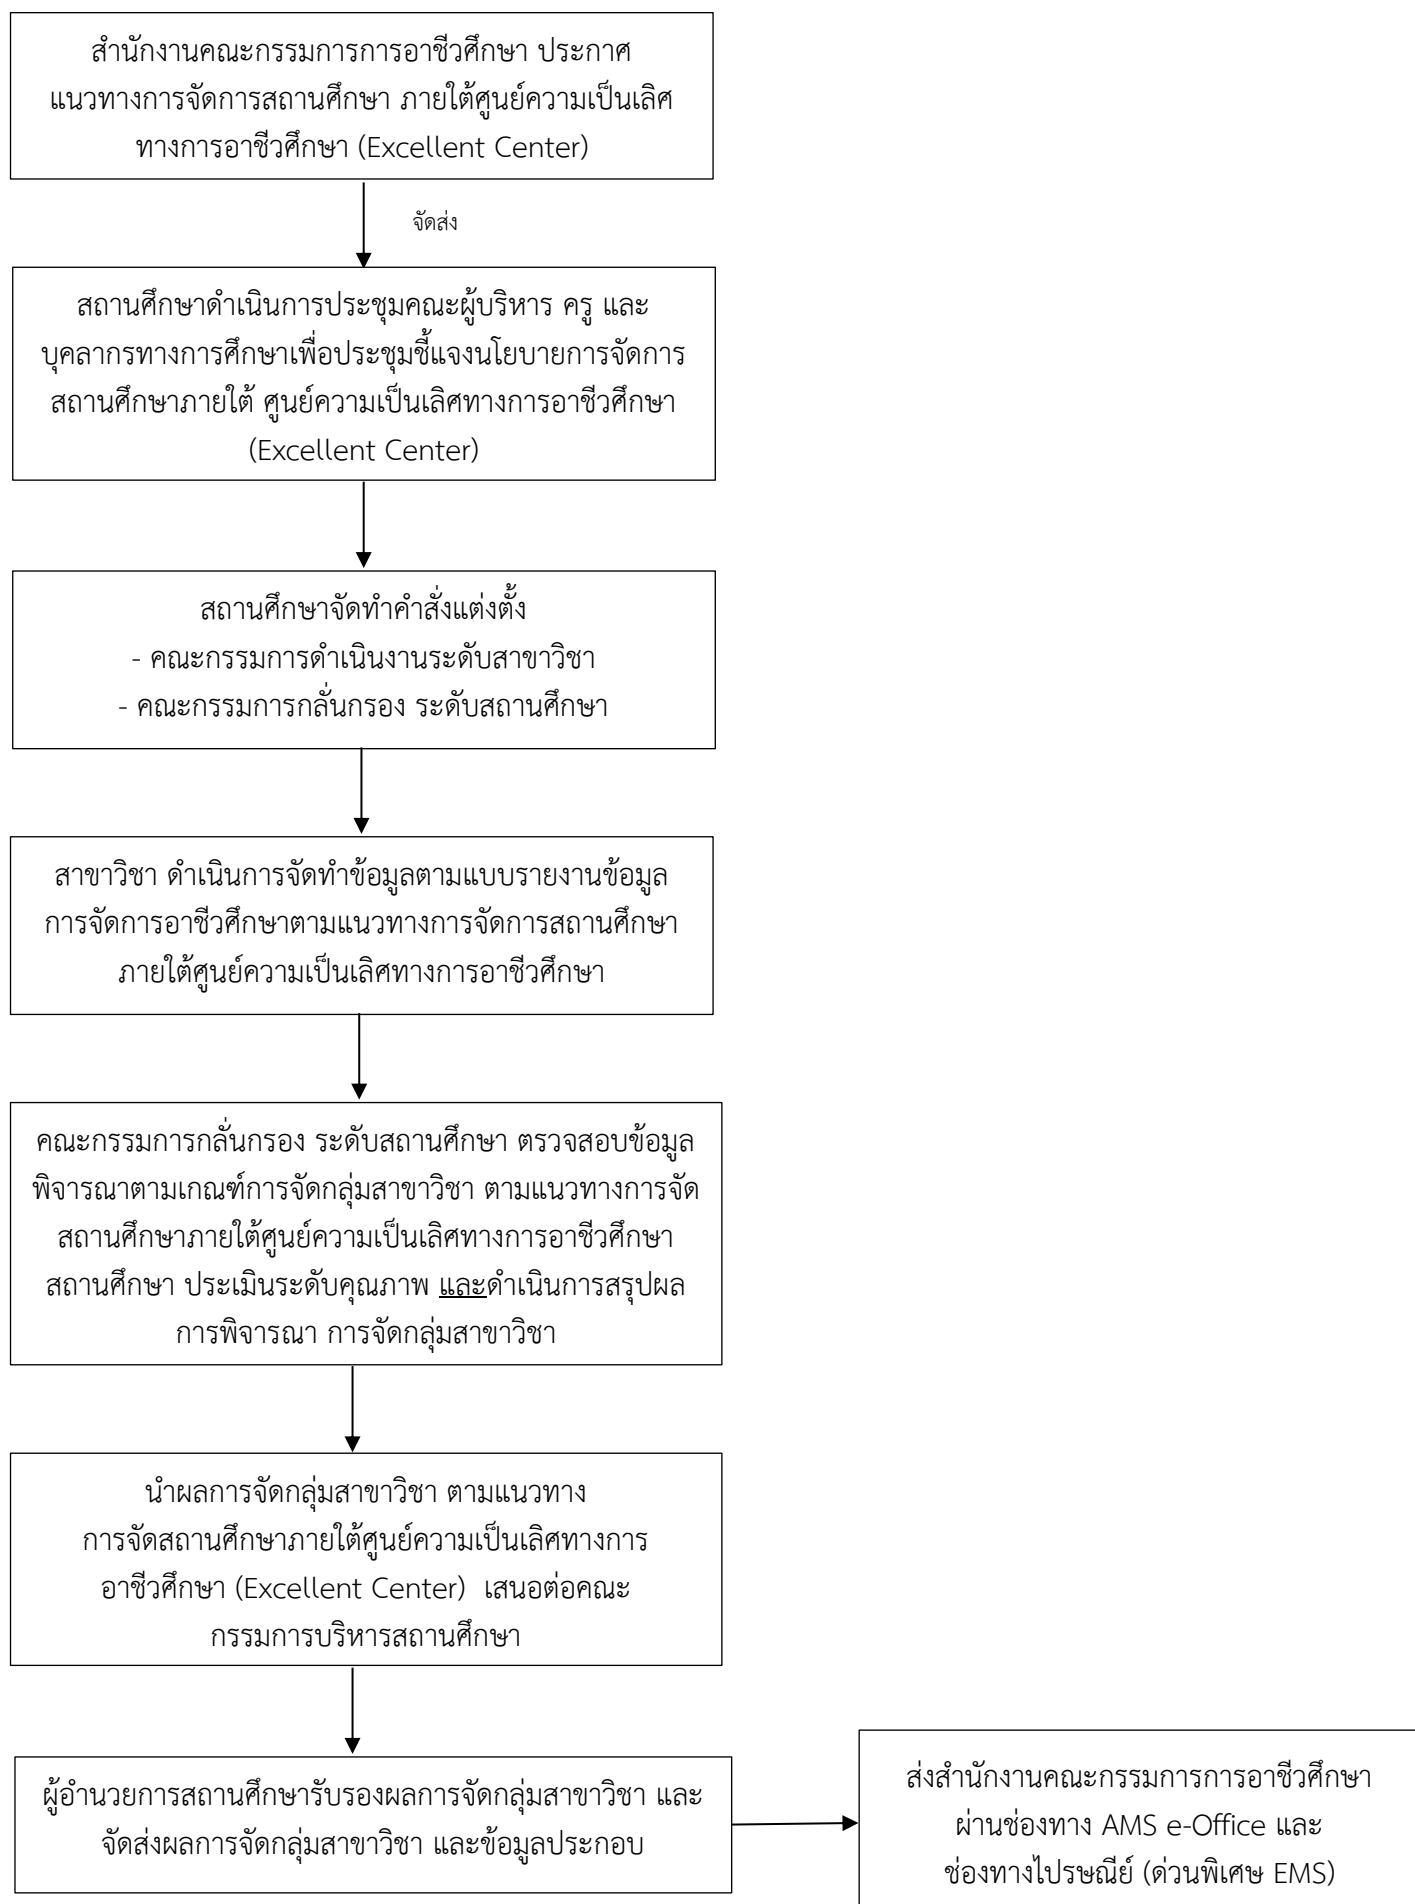 สำนักงานคณะกรรมการการอาชีวศึกษา ประกาศ
แนวทางการจัดการสถานศึกษา ภายใต้ศูนย์ความเป็นเลิศ
ทางการอาชีวศึกษา (Excellent Center)
จัดส่ง
สถานศึกษาดำเนินการประชุมคณะผู้บริหาร ครู และ
บุคลากรทางการศึกษาเพื่อประชุมชี้แจงนโยบายการจัดการ
สถานศึกษาภายใต้ ศูนย์ความเป็นเลิศทางการอาชีวศึกษา
(Excellent Center)
สถานศึกษาจัดทำคำสั่งแต่งตั้ง
- คณะกรรมการดำเนินงานระดับสาขาวิชา
- คณะกรรมการกลั่นกรอง ระดับสถานศึกษา
สาขาวิชา ดำเนินการจัดทำข้อมูลตามแบบรายงานข้อมูล
การจัดการอาชีวศึกษาตามแนวทางการจัดการสถานศึกษา
ภายใต้ศูนย์ความเป็นเลิศทางการอาชีวศึกษา
คณะกรรมการกลั่นกรอง ระดับสถานศึกษา ตรวจสอบข้อมูล
พิจารณาตามเกณฑ์การจัดกลุ่มสาขาวิชา ตามแนวทางการจัด
สถานศึกษาภายใต้ศูนย์ความเป็นเลิศทางการอาชีวศึกษา
สถานศึกษา ประเมินระดับคุณภาพ และดำเนินการสรุปผล
การพิจารณา การจัดกลุ่มสาขาวิชา
นำผลการจัดกลุ่มสาขาวิชา ตามแนวทาง
การจัดสถานศึกษาภายใต้ศูนย์ความเป็นเลิศทางการ
อาชีวศึกษา (Excellent Center) เสนอต่อคณะ
กรรมการบริหารสถานศึกษา
ผู้อำนวยการสถานศึกษารับรองผลการจัดกลุ่มสาขาวิชา และ
จัดส่งผลการจัดกลุ่มสาขาวิชา และข้อมูลประกอบ
ส่งสำนักงานคณะกรรมการการอาชีวศึกษา
ผ่านช่องทาง AMS e-Office และ
ช่องทางไปรษณีย์ (ด่วนพิเศษ EMS)